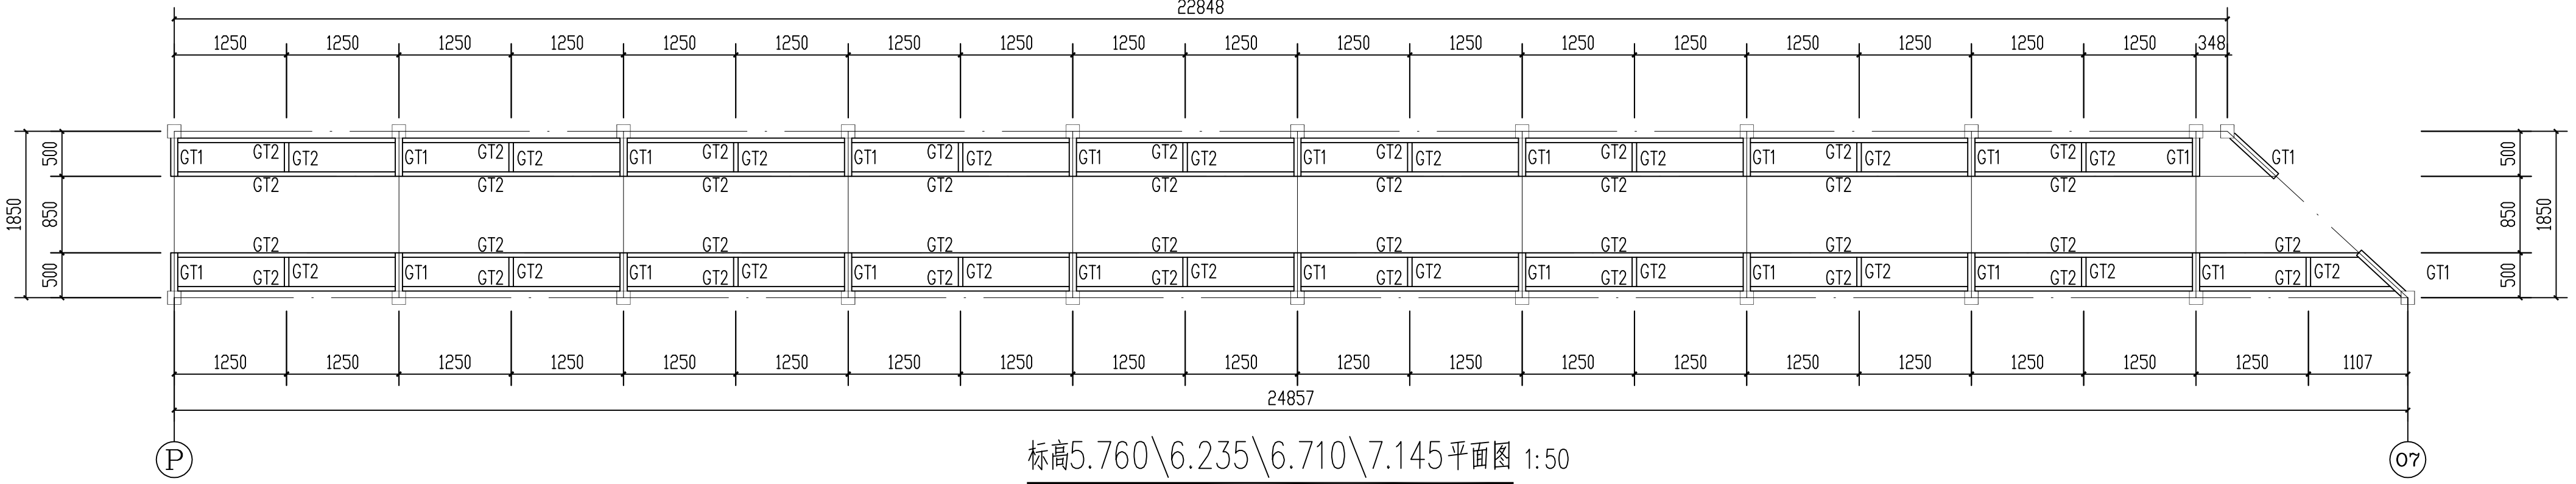 22848
1250 1250 1250 1250 1250 1250 1250 1250 1250 1250 1250 1250 1250 1250 1250 1250 1250 1250 348
500 GT1 GT2 GT2 GT1 GT2 GT2 GT1 GT2 GT2 GT1 GT2 GT2 GT1 GT2 GT2 GT1 GT2 GT2 GT1 GT2 GT2 GT1 GT2 GT2 GT1 GT2 GT2 GT1 GT1 500
GT2 GT2 GT2 GT2 GT2 GT2 GT2 GT2 GT2
1850 850 850 1850
GT2 GT2 GT2 GT2 GT2 GT2 GT2 GT2 GT2 GT2
500 GT1 GT2 GT2 GT1 GT2 GT2 GT1 GT2 GT2 GT1 GT2 GT2 GT1 GT2 GT2 GT1 GT2 GT2 GT1 GT2 GT2 GT1 GT2 GT2 GT1 GT2 GT2 GT1 GT2 GT2 GT1 500
1250 1250 1250 1250 1250 1250 1250 1250 1250 1250 1250 1250 1250 1250 1250 1250 1250 1250 1250 1107
24857
P 标高5.760\6.235\6.710\7.145平面图 1:50 07